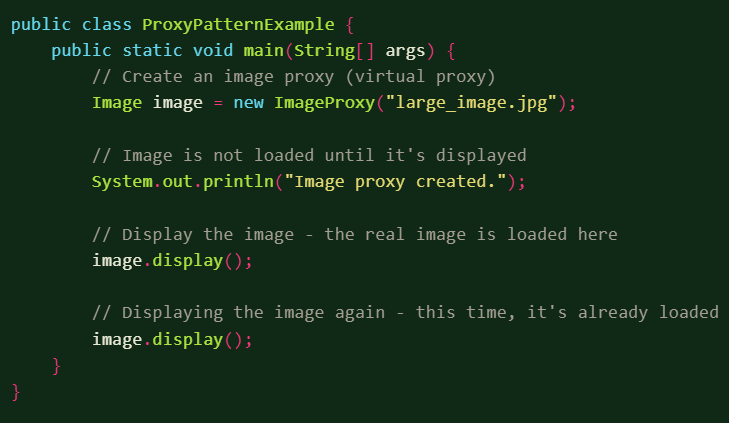 public class ProxyPatternExample {
    public static void main(String[] args) {
        // Create an image proxy (virtual proxy)
        Image image = new ImageProxy("large_image.jpg");

        // Image is not loaded until it's displayed
        System.out.println("Image proxy created.");

        // Display the image - the real image is loaded here
        image.display();

        // Displaying the image again - this time, it's already loaded
        image.display();
    }
}